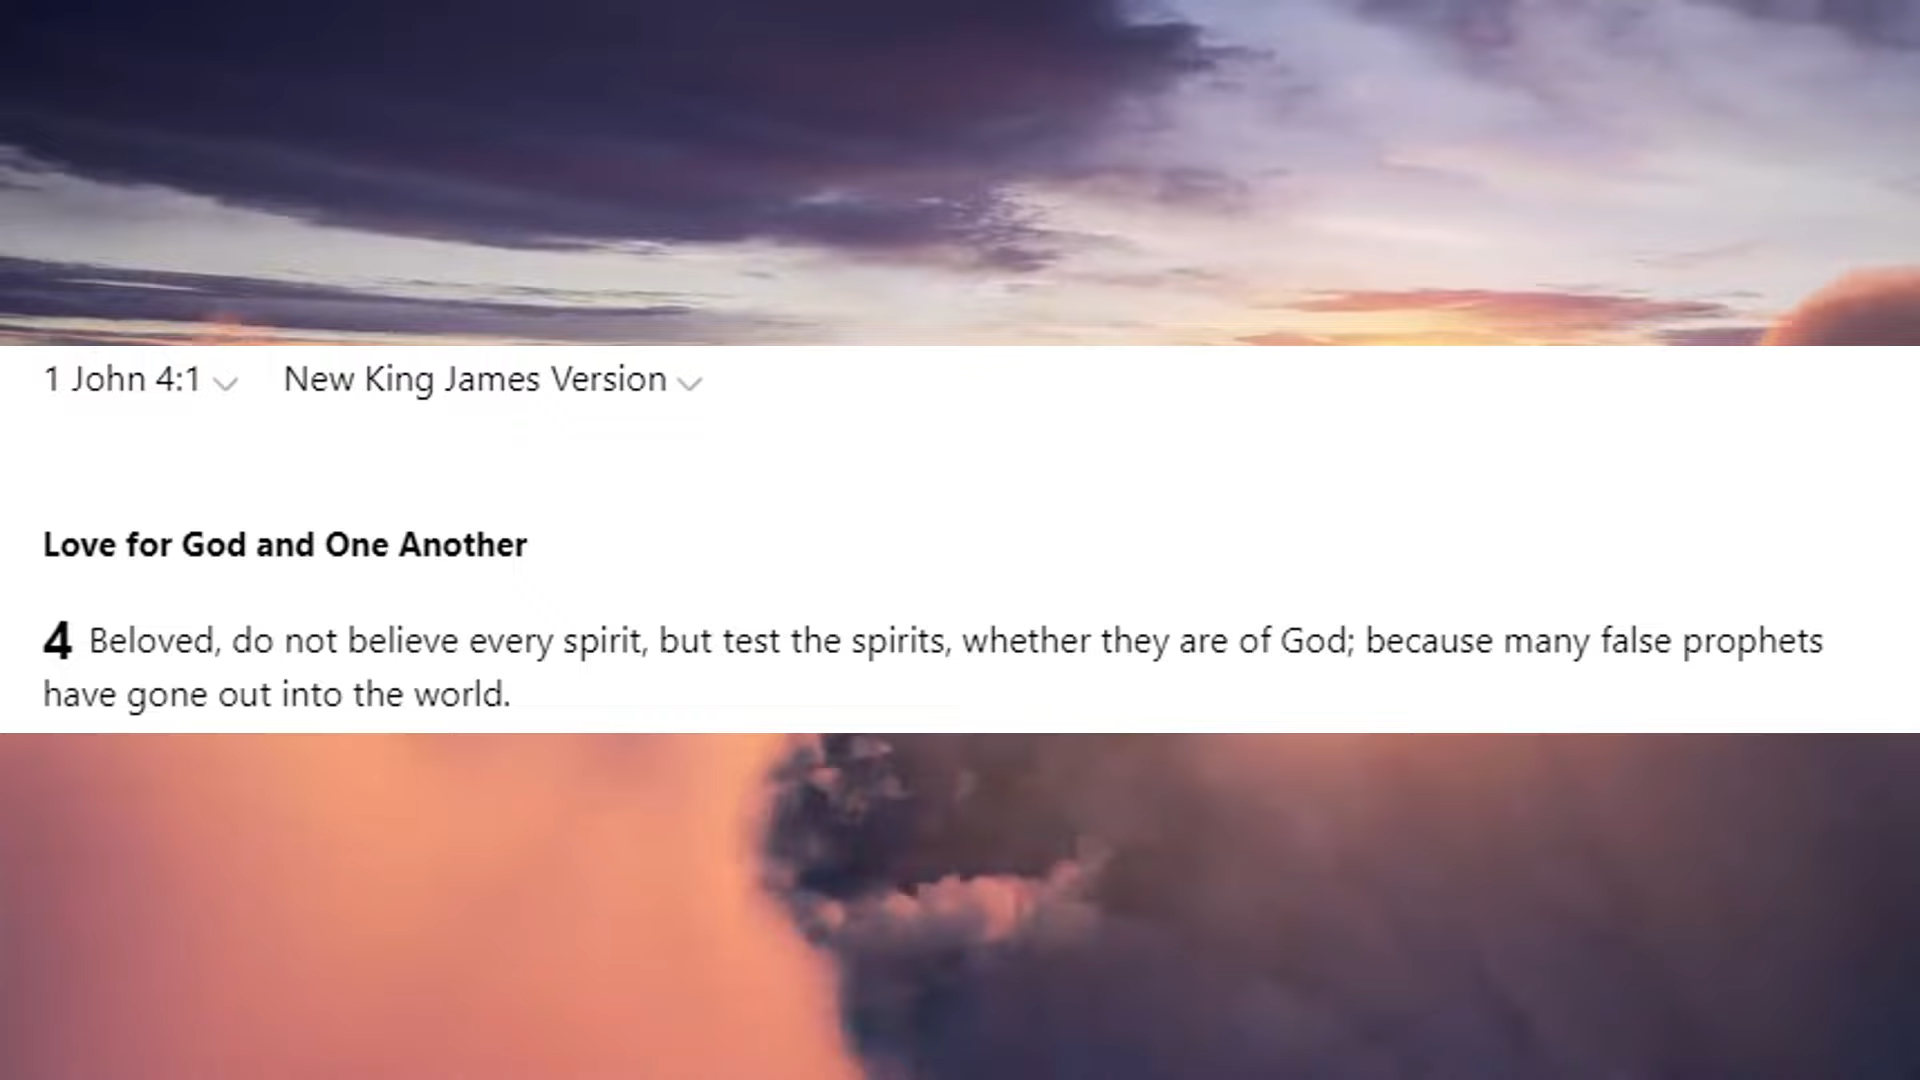 1 John 4:1 New King James Version
Love for God and One Another
4 Beloved, do not believe every spirit, but test the spirits, whether they are of God; because many false prophets
have gone out into the world.